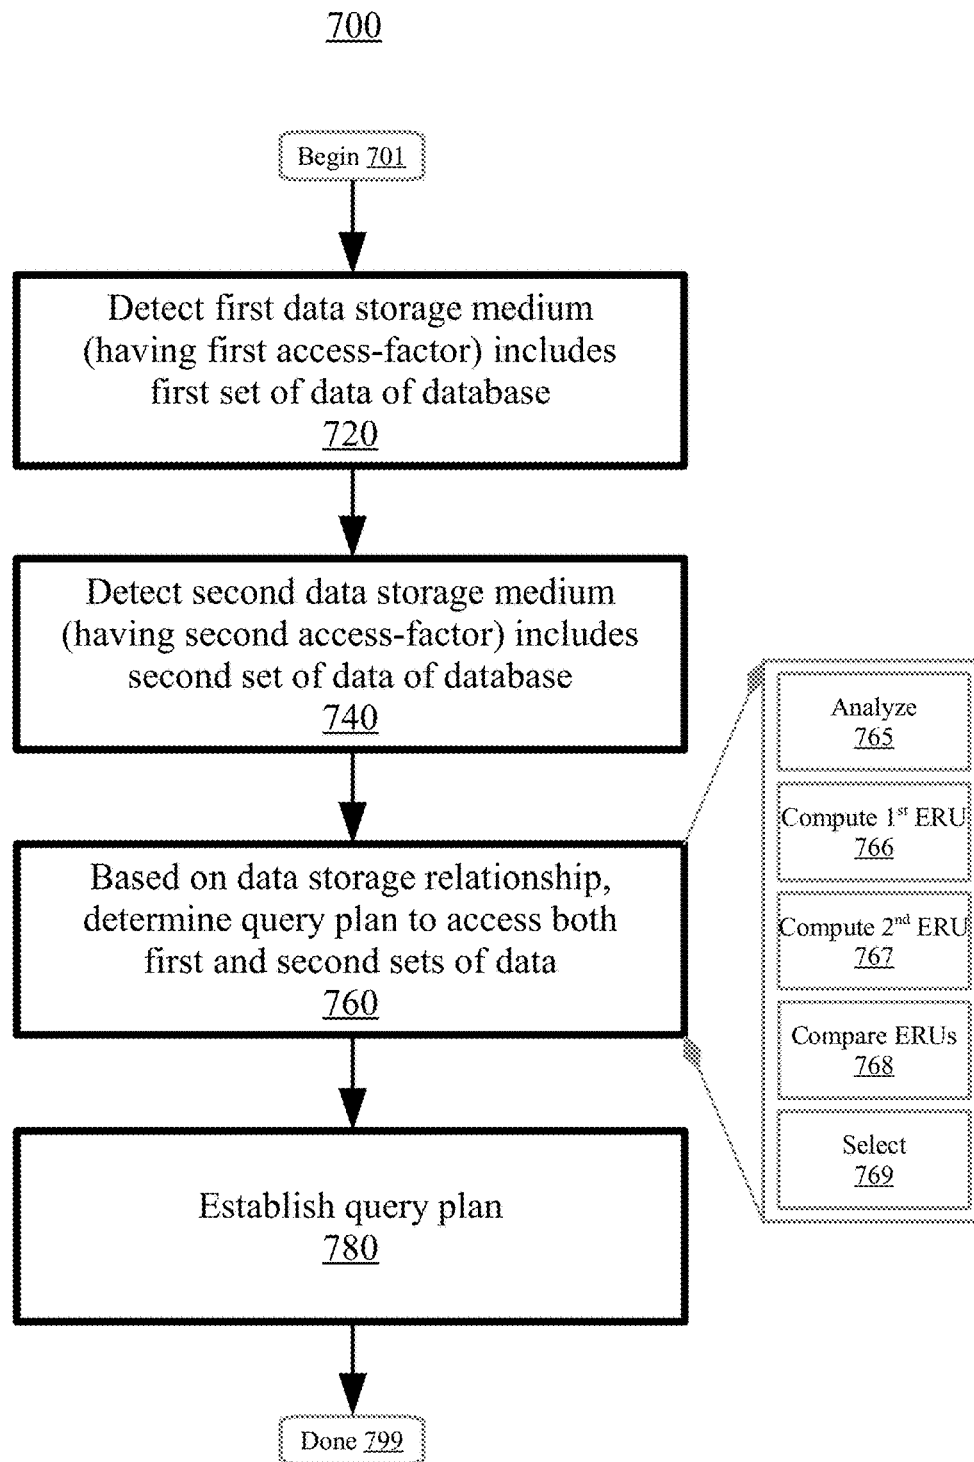 700
Begin 701
Detect first data storage medium
(having first access-factor) includes
first set of data of database
720
Detect second data storage medium
(having second access-factor) includes
second set of data of database
740
Based on data storage relationship,
determine query plan to access both
first and second sets of data
760
Analyze
765
Compute 1st ERU
766
Compute 2nd ERU
767
Compare ERUs
768
Select
769
Establish query plan
780
Done 799